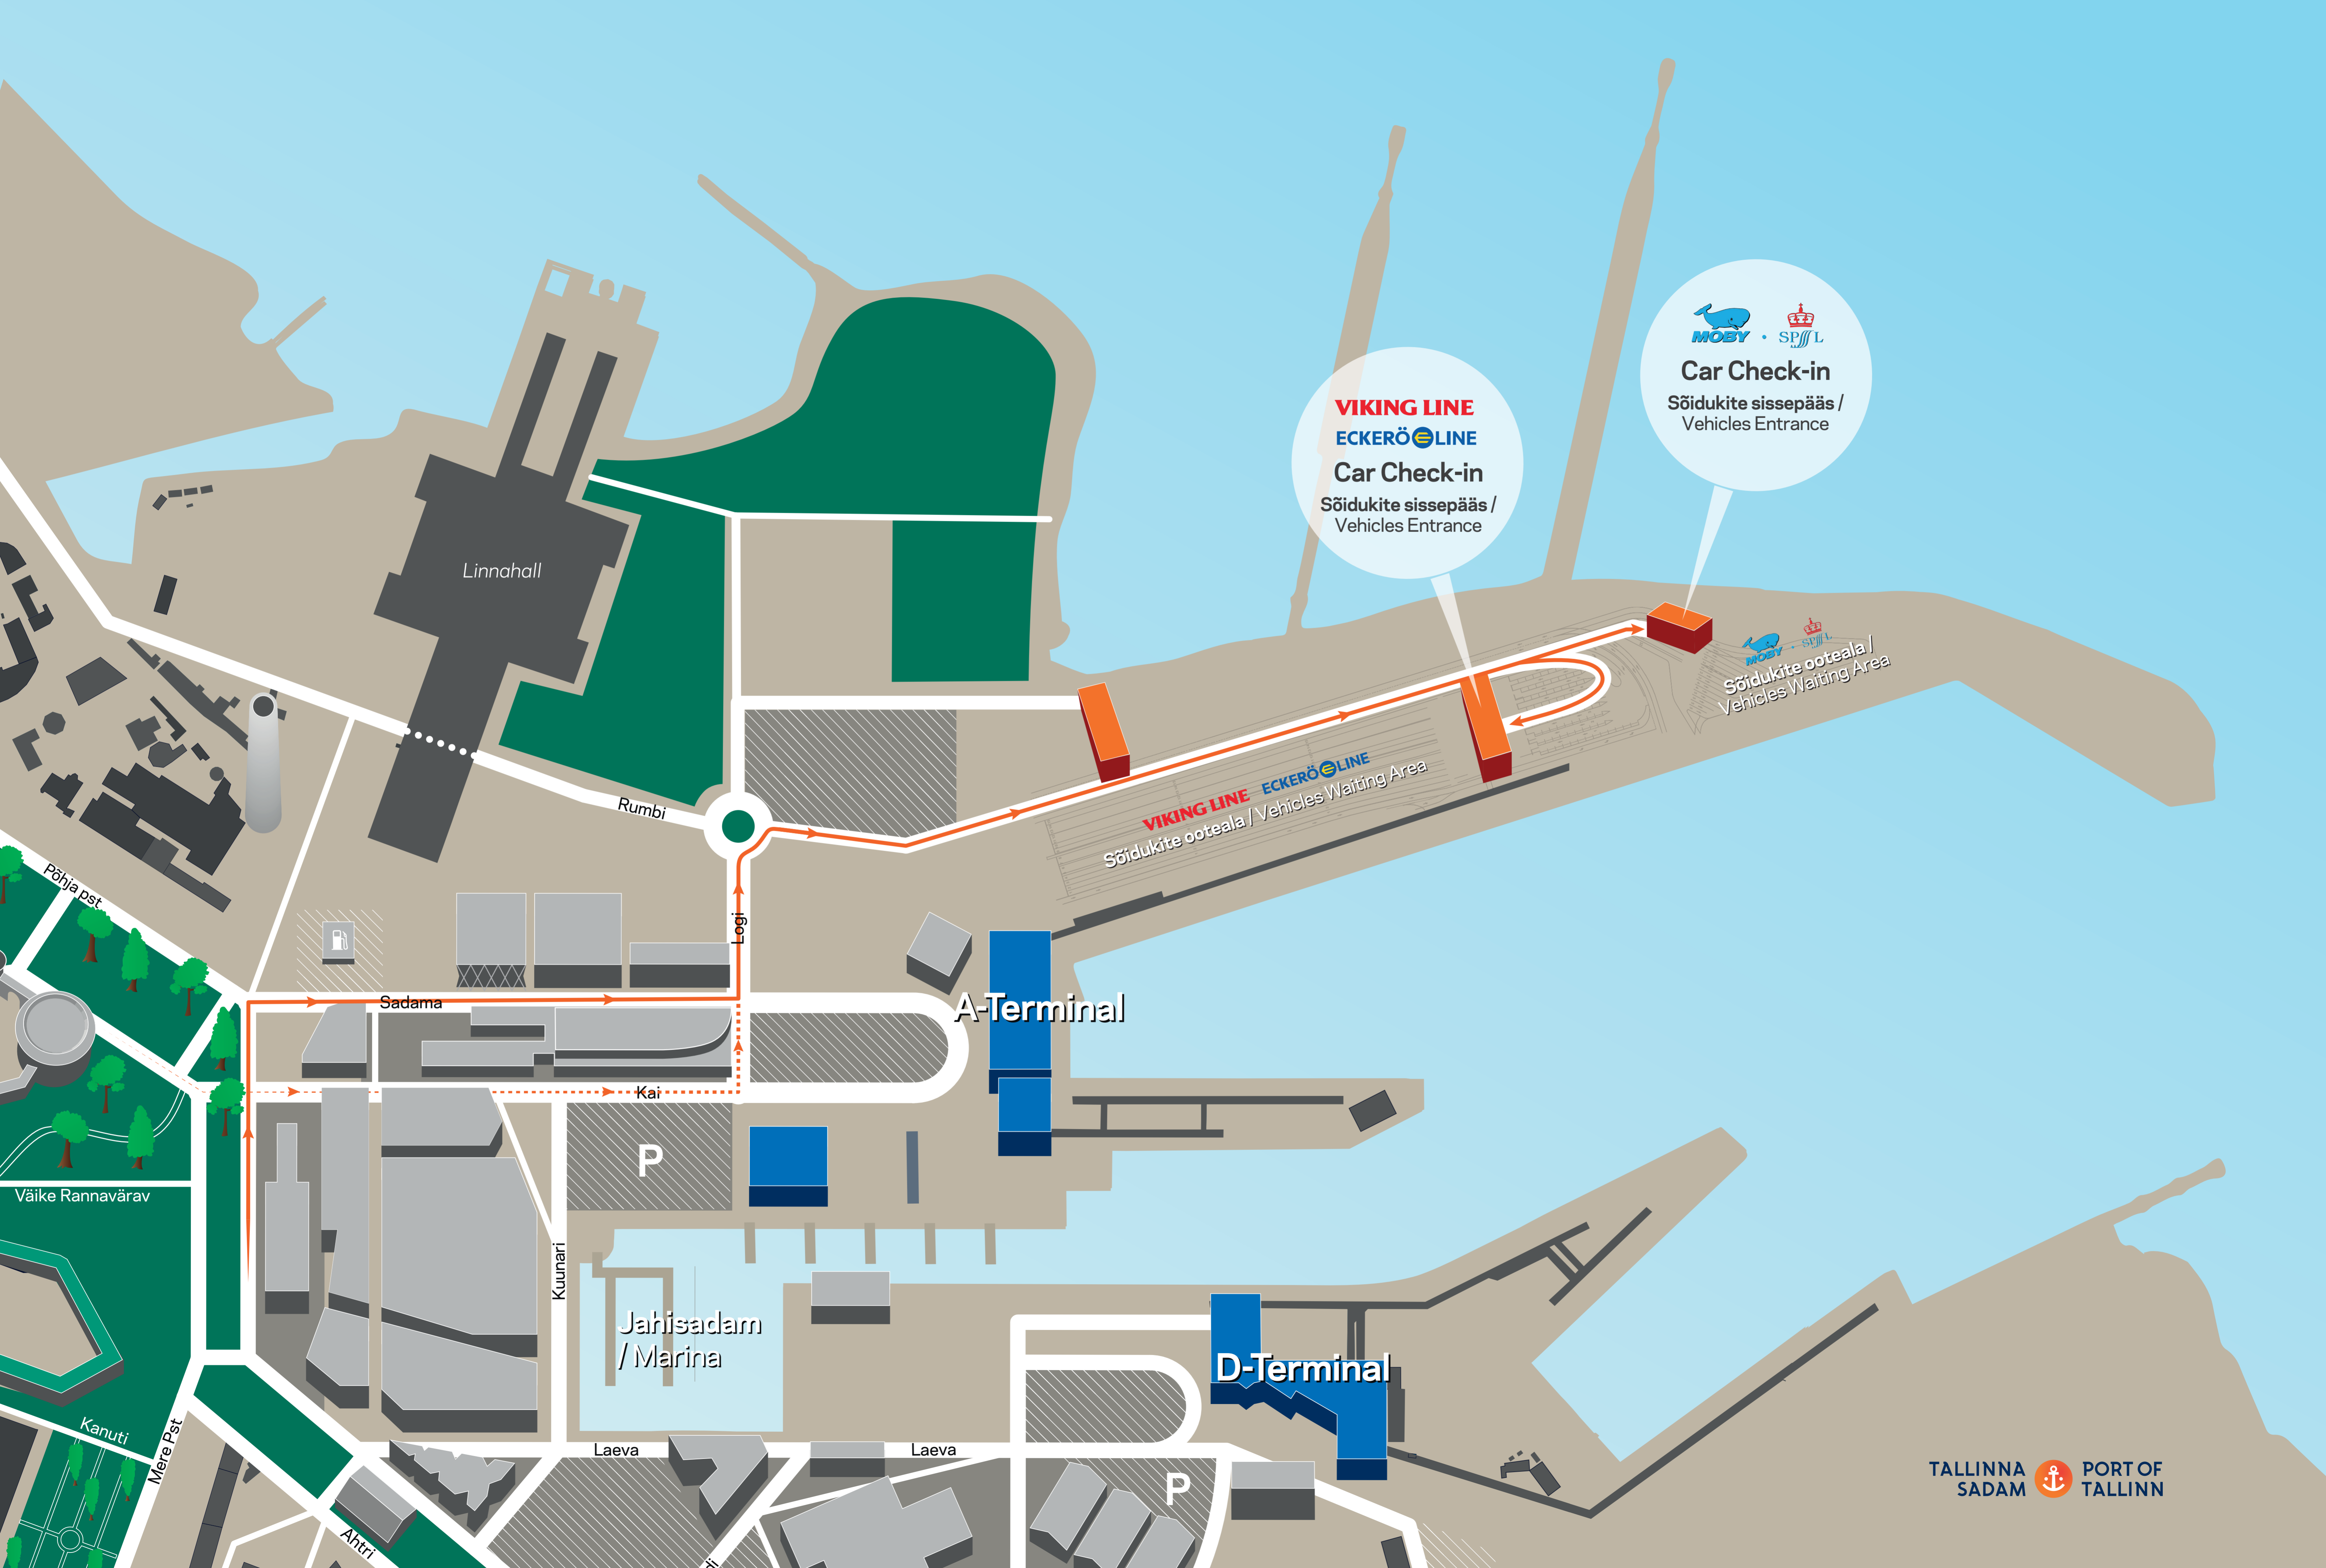 MOBY · SPL
Car Check-in
Sõidukite sissepääs /
Vehicles Entrance
VIKING LINE
ECKERÖ LINE
Car Check-in
Sõidukite sissepääs /
Vehicles Entrance
Linnahall
MOBY · SPL
Sõidukite ooteala /
Vehicles Waiting Area
VIKING LINE ECKERÖ LINE
Sõidukite ooteala / Vehicles Waiting Area
Rumbi
Põhja pst
Logi
Sadama
A-Terminal
Kai
P
Väike Rannavärav
Kuunari
Jahisadam
/ Marina
D-Terminal
Kanuti
Mere Pst
Laeva
Laeva
P
Ahtri
TALLINNA
SADAM
PORT OF
TALLINN